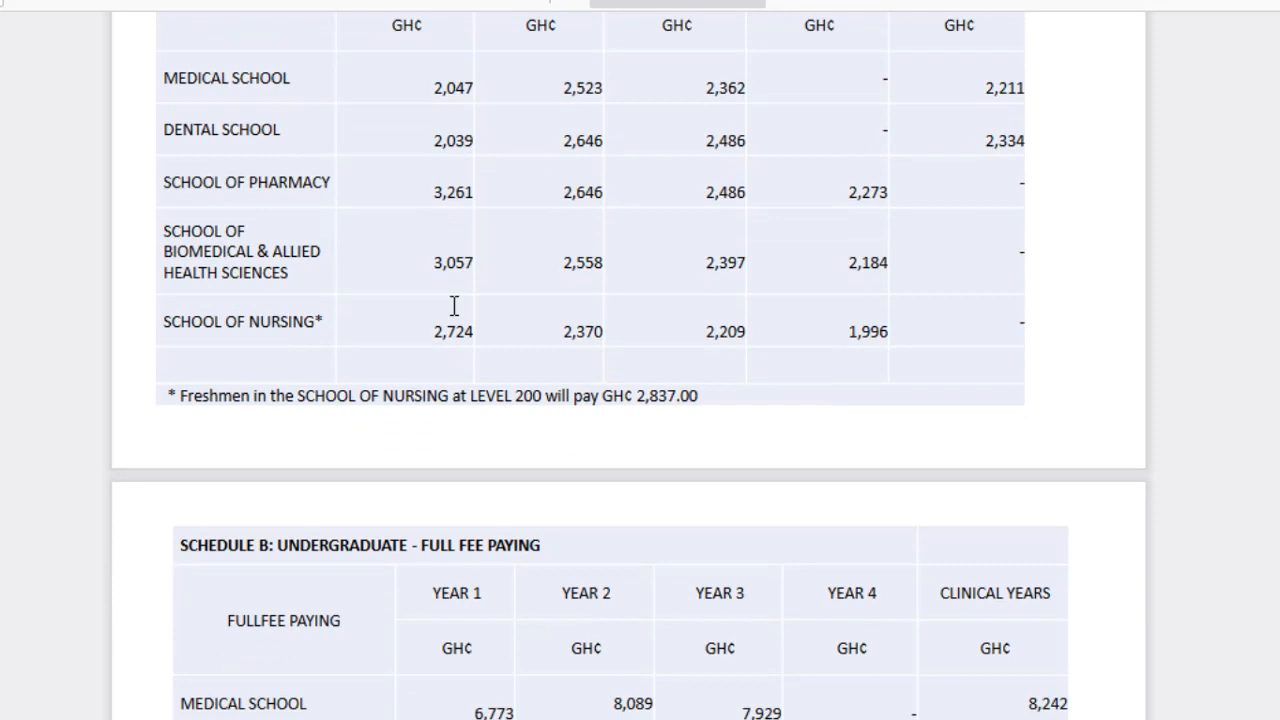 GH¢ GH¢ GH¢ GH¢ GH¢
MEDICAL SCHOOL 2,047 2,523 2,362 - 2,211
DENTAL SCHOOL 2,039 2,646 2,486 - 2,334
SCHOOL OF PHARMACY 3,261 2,646 2,486 2,273 -
SCHOOL OF
BIOMEDICAL & ALLIED
HEALTH SCIENCES 3,057 2,558 2,397 2,184 -
SCHOOL OF NURSING* 2,724 2,370 2,209 1,996 -
* Freshmen in the SCHOOL OF NURSING at LEVEL 200 will pay GH¢ 2,837.00
SCHEDULE B: UNDERGRADUATE - FULL FEE PAYING
FULLFEE PAYING
YEAR 1 YEAR 2 YEAR 3 YEAR 4 CLINICAL YEARS
GH¢ GH¢ GH¢ GH¢ GH¢
MEDICAL SCHOOL 6,773 8,089 7,929 - 8,242